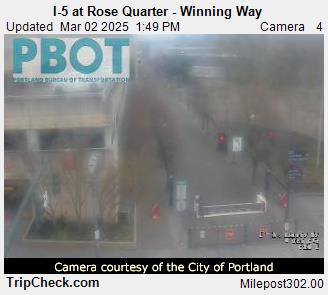 I-5 at Rose Quarter - Winning Way
Updated Mar 02 2025 1:49 PM Camera 4
PBOT
PORTLAND BUREAU OF TRANSPORTATION
Camera courtesy of the City of Portland
TripCheck.com Milepost302.00